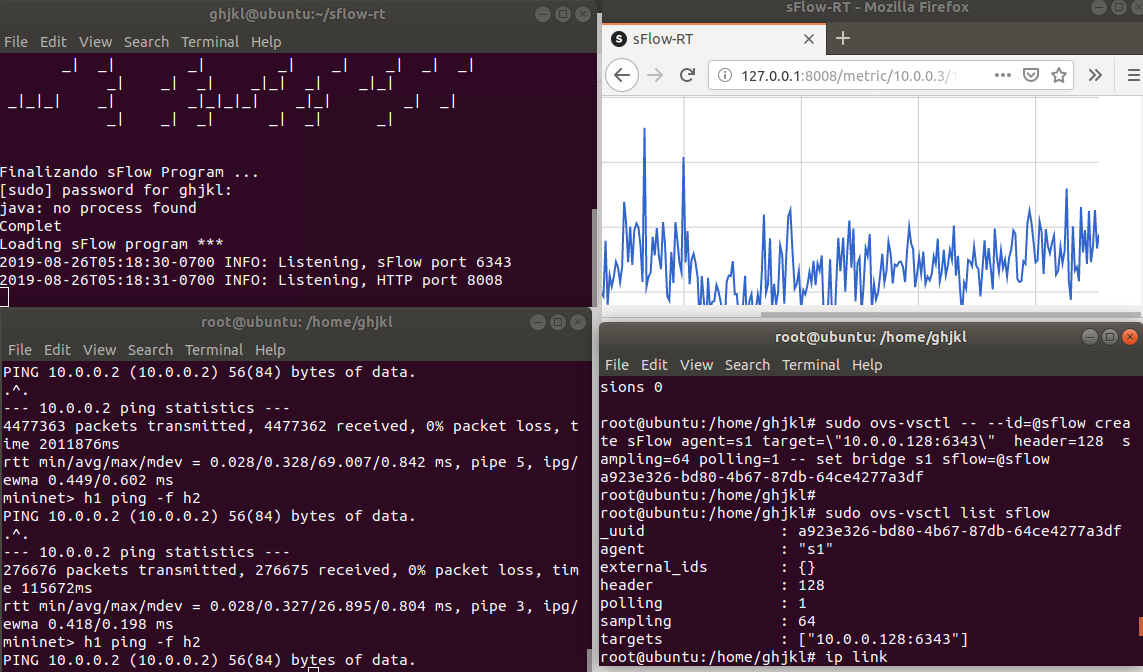 ghjkl@ubuntu:~/sflow-rt
File Edit View Search Terminal Help
_| _| _| _| _| _| _| _|
_| _| _| _|_| _| _|_|
_|_|_| _| _|_|_|_| _|_| _| _|
_| _| _| _| _| _|
Finalizando sFlow Program ...
[sudo] password for ghjkl:
java: no process found
Complet
Loading sFlow program ***
2019-08-26T05:18:30-0700 INFO: Listening, sFlow port 6343
2019-08-26T05:18:31-0700 INFO: Listening, HTTP port 8008
sFlow-RT - Mozilla Firefox
S sFlow-RT
127.0.0.1:8008/metric/10.0.0.3/1
root@ubuntu: /home/ghjkl
File Edit View Search Terminal Help
PING 10.0.0.2 (10.0.0.2) 56(84) bytes of data.
.^.
--- 10.0.0.2 ping statistics ---
4477363 packets transmitted, 4477362 received, 0% packet loss, t
ime 2011876ms
rtt min/avg/max/mdev = 0.028/0.328/69.007/0.842 ms, pipe 5, ipg/
ewma 0.449/0.602 ms
mininet> h1 ping -f h2
PING 10.0.0.2 (10.0.0.2) 56(84) bytes of data.
.^.
--- 10.0.0.2 ping statistics ---
276676 packets transmitted, 276675 received, 0% packet loss, tim
e 115672ms
rtt min/avg/max/mdev = 0.028/0.327/26.895/0.804 ms, pipe 3, ipg/
ewma 0.418/0.198 ms
mininet> h1 ping -f h2
PING 10.0.0.2 (10.0.0.2) 56(84) bytes of data.
root@ubuntu: /home/ghjkl
File Edit View Search Terminal Help
sions 0
root@ubuntu:/home/ghjkl# sudo ovs-vsctl -- --id=@sflow crea
te sFlow agent=s1 target=\"10.0.0.128:6343\" header=128 s
ampling=64 polling=1 -- set bridge s1 sflow=@sflow
a923e326-bd80-4b67-87db-64ce4277a3df
root@ubuntu:/home/ghjkl#
root@ubuntu:/home/ghjkl# sudo ovs-vsctl list sflow
_uuid : a923e326-bd80-4b67-87db-64ce4277a3df
agent : "s1"
external_ids : {}
header : 128
polling : 1
sampling : 64
targets : ["10.0.0.128:6343"]
root@ubuntu:/home/ghjkl# ip link